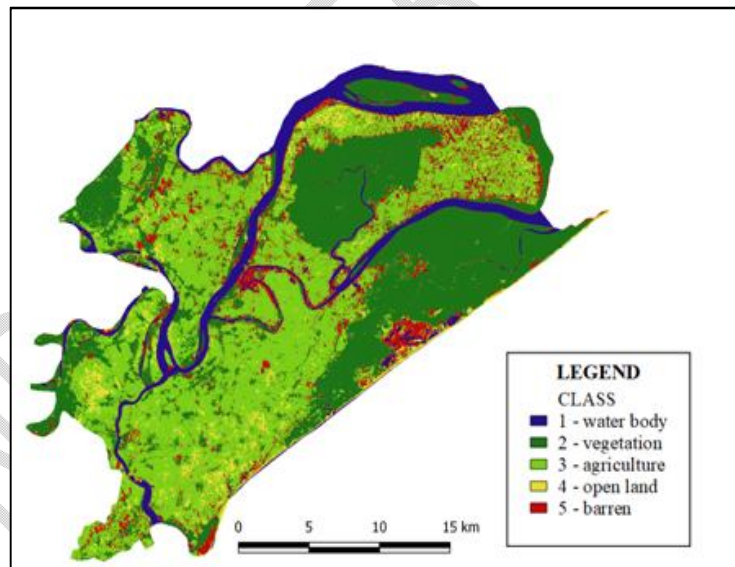 LEGEND
CLASS
1 - water body
2 - vegetation
3 - agriculture
4 - open land
5 - barren
0 5 10 15 km